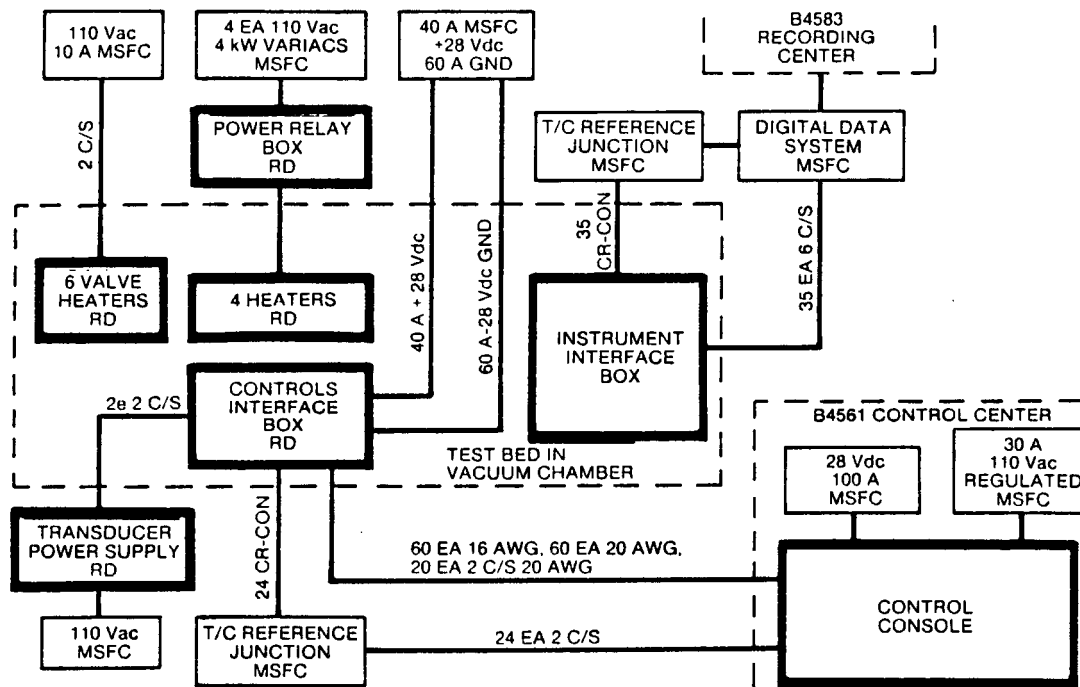 110 Vac
10 A MSFC
4 EA 110 Vac
4 kW VARIACS
MSFC
40 A MSFC
+28 Vdc
60 A GND
B4583
RECORDING
CENTER
2 C/S
POWER RELAY
BOX
RD
T/C REFERENCE
JUNCTION
MSFC
DIGITAL DATA
SYSTEM
MSFC
6 VALVE
HEATERS
RD
4 HEATERS
RD
40 A + 28 Vdc
60 A-28 Vdc GND
35
CR-CON
35 EA 6 C/S
INSTRUMENT
INTERFACE
BOX
2e 2 C/S
CONTROLS
INTERFACE
BOX
RD
TEST BED IN
VACUUM CHAMBER
B4561 CONTROL CENTER
28 Vdc
100 A
MSFC
30 A
110 Vac
REGULATED
MSFC
TRANSDUCER
POWER SUPPLY
RD
24 CR-CON
60 EA 16 AWG, 60 EA 20 AWG,
20 EA 2 C/S 20 AWG
CONTROL
CONSOLE
110 Vac
MSFC
T/C REFERENCE
JUNCTION
MSFC
24 EA 2 C/S